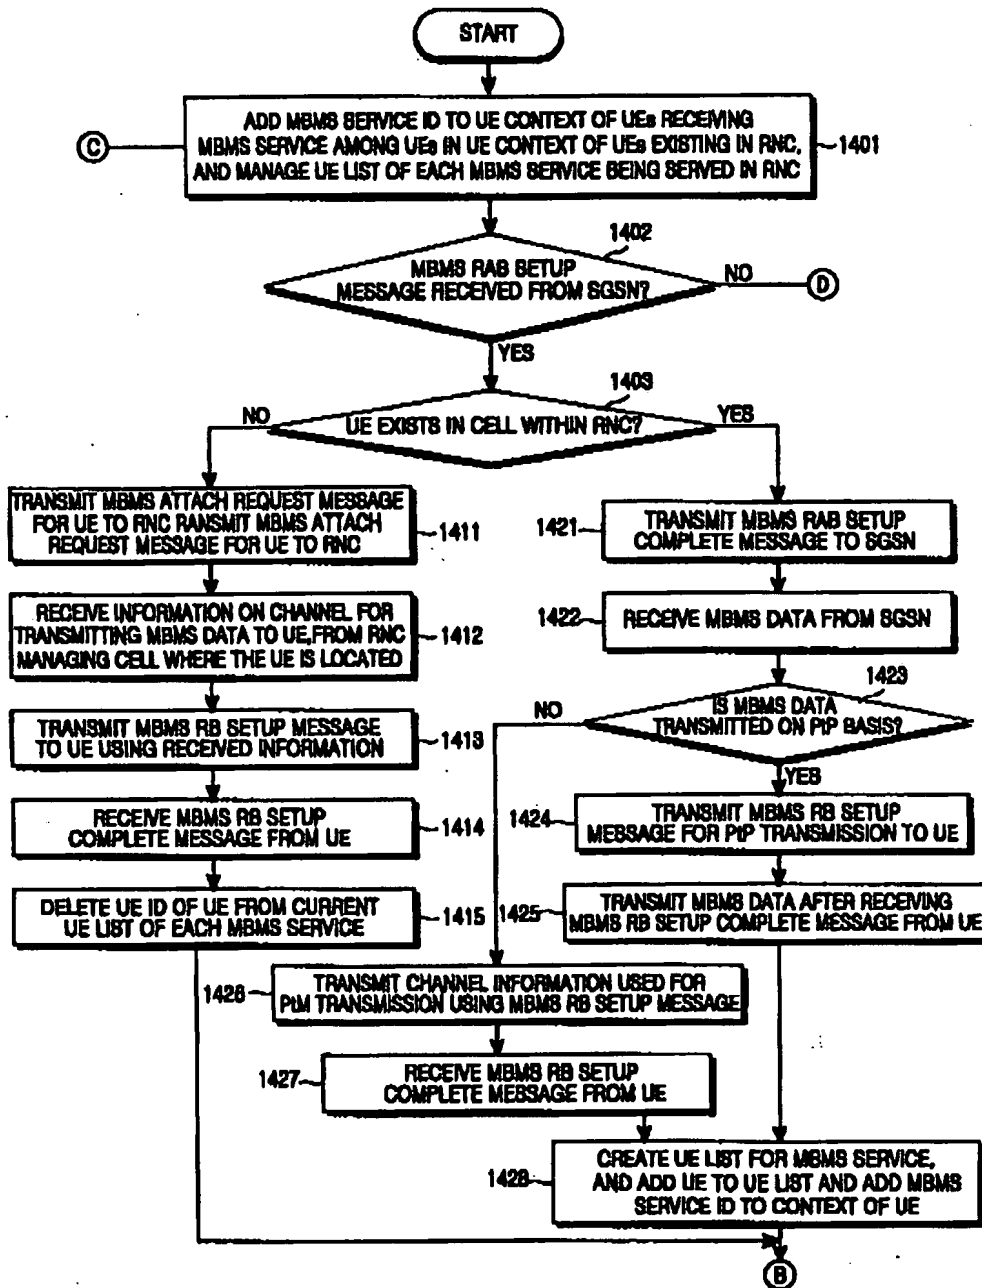 START
ADD MBMS SERVICE ID TO UE CONTEXT OF UEs RECEIVING
MBMS SERVICE AMONG UEs IN UE CONTEXT OF UEs EXISTING IN RNC,
AND MANAGE UE LIST OF EACH MBMS SERVICE BEING SERVED IN RNC
C
1401
1402
MBMS RAB SETUP
MESSAGE RECEIVED FROM SGSN?
NO
D
YES
1403
NO
UE EXISTS IN CELL WITHIN RNC?
YES
TRANSMIT MBMS ATTACH REQUEST MESSAGE
FOR UE TO RNC RANSMIT MBMS ATTACH
REQUEST MESSAGE FOR UE TO RNC
1411
RECEIVE INFORMATION ON CHANNEL FOR
TRANSMITTING MBMS DATA TO UE,FROM RNC
MANAGING CELL WHERE THE UE IS LOCATED
1412
TRANSMIT MBMS RB SETUP MESSAGE
TO UE USING RECEIVED INFORMATION
1413
RECEIVE MBMS RB SETUP
COMPLETE MESSAGE FROM UE
1414
DELETE UE ID OF UE FROM CURRENT
UE LIST OF EACH MBMS SERVICE
1415
1421
TRANSMIT MBMS RAB SETUP
COMPLETE MESSAGE TO SGSN
1422
RECEIVE MBMS DATA FROM SGSN
1423
NO
IS MBMS DATA
TRANSMITTED ON PtP BASIS?
YES
1424
TRANSMIT MBMS RB SETUP
MESSAGE FOR PtP TRANSMISSION TO UE
1425
TRANSMIT MBMS DATA AFTER RECEIVING
MBMS RB SETUP COMPLETE MESSAGE FROM UE
1426
TRANSMIT CHANNEL INFORMATION USED FOR
PtM TRANSMISSION USING MBMS RB SETUP MESSAGE
1427
RECEIVE MBMS RB SETUP
COMPLETE MESSAGE FROM UE
1428
CREATE UE LIST FOR MBMS SERVICE,
AND ADD UE TO UE LIST AND ADD MBMS
SERVICE ID TO CONTEXT OF UE
B